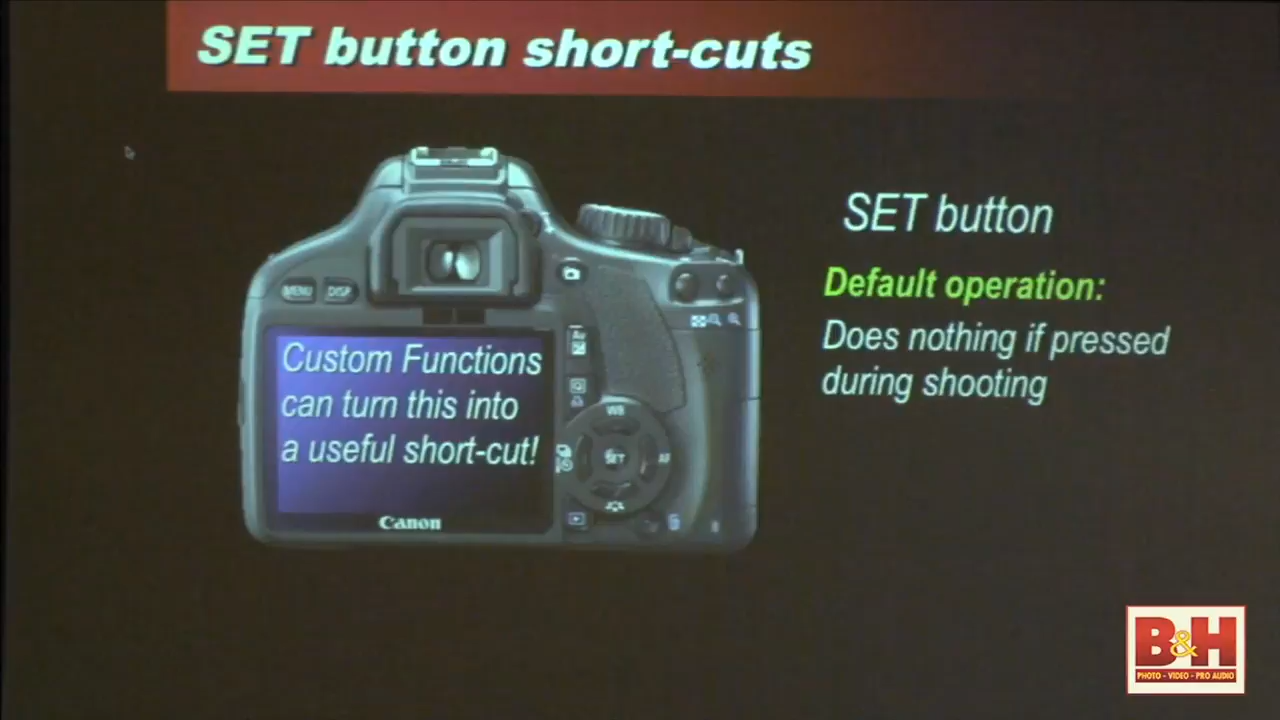 SET button short-cuts
SET button
Default operation:
Does nothing if pressed
during shooting
MENU
DISP
Custom Functions
can turn this into
a useful short-cut!
Av
WB
SET
AF
Canon
B&H
PHOTO - VIDEO - PRO AUDIO